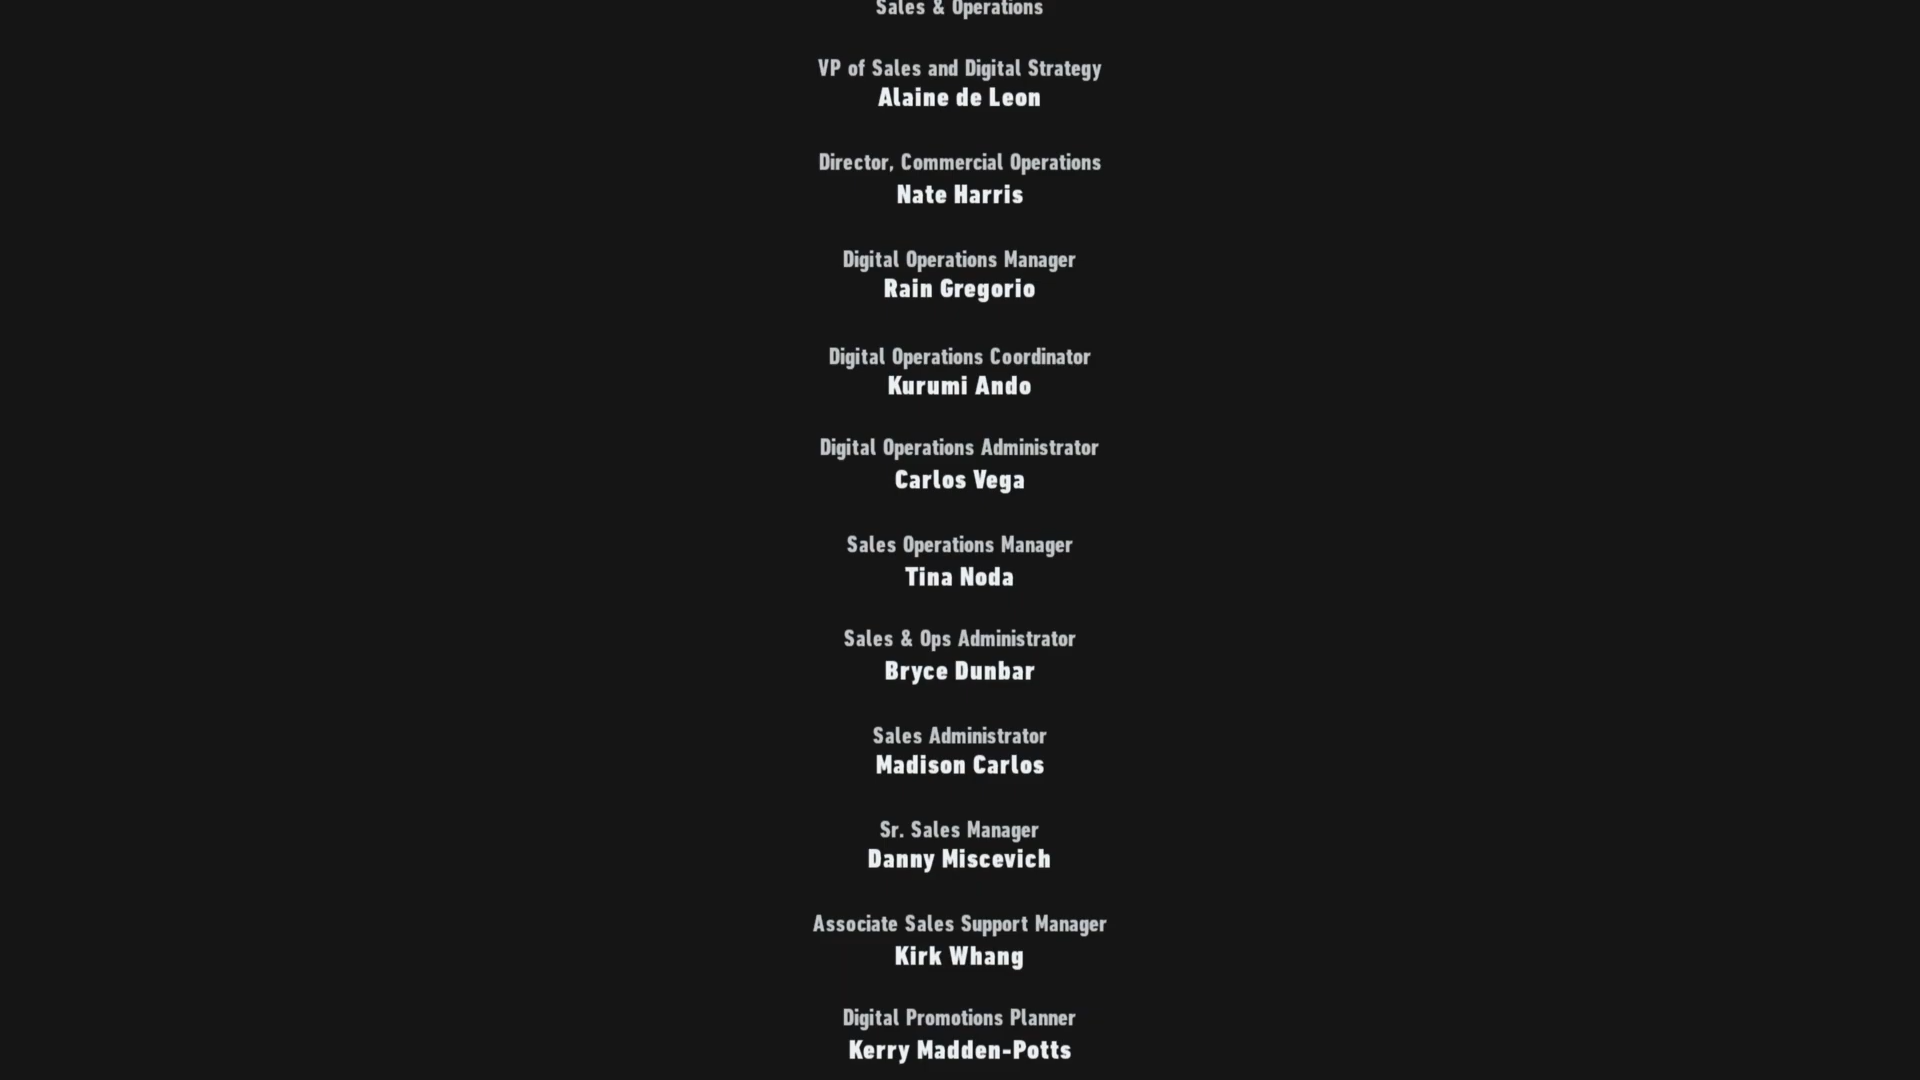 Sales & Operations
VP of Sales and Digital Strategy
Alaine de Leon
Director, Commercial Operations
Nate Harris
Digital Operations Manager
Rain Gregorio
Digital Operations Coordinator
Kurumi Ando
Digital Operations Administrator
Carlos Vega
Sales Operations Manager
Tina Noda
Sales & Ops Administrator
Bryce Dunbar
Sales Administrator
Madison Carlos
Sr. Sales Manager
Danny Miscevich
Associate Sales Support Manager
Kirk Whang
Digital Promotions Planner
Kerry Madden-Potts